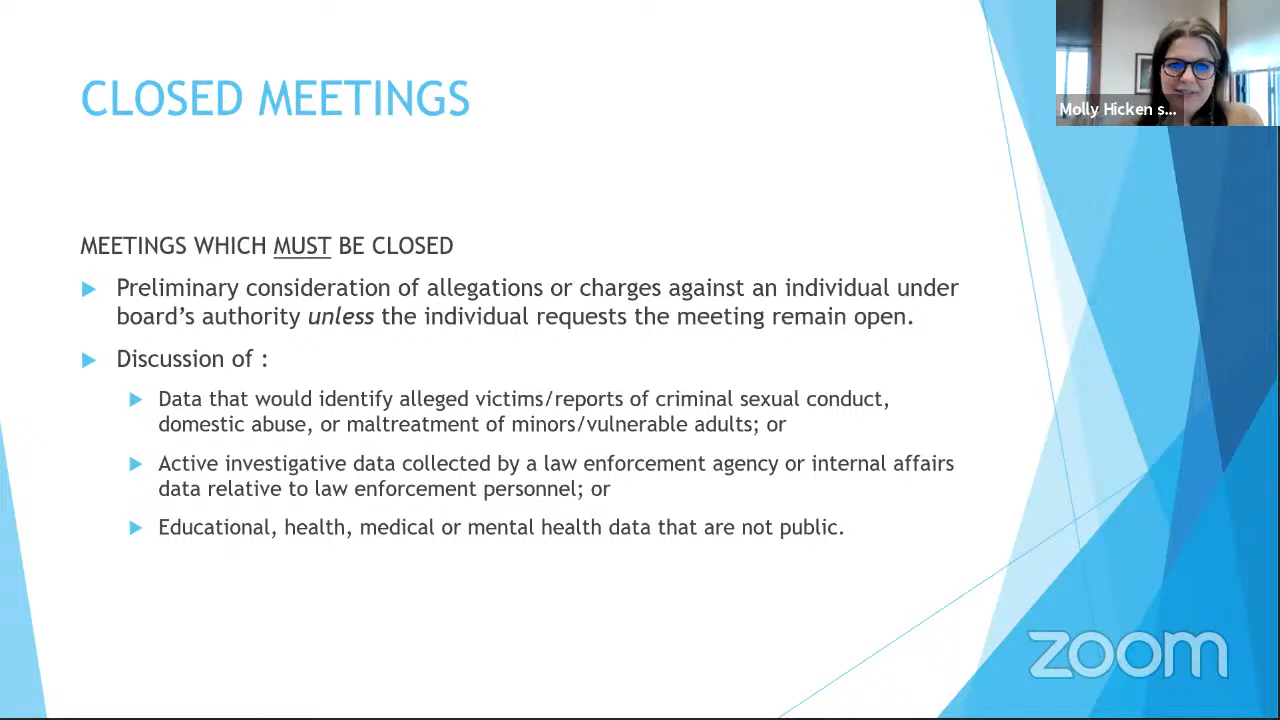 CLOSED MEETINGS
Molly Hicken s...
MEETINGS WHICH MUST BE CLOSED
Preliminary consideration of allegations or charges against an individual under
board’s authority unless the individual requests the meeting remain open.
Discussion of :
Data that would identify alleged victims/reports of criminal sexual conduct,
domestic abuse, or maltreatment of minors/vulnerable adults; or
Active investigative data collected by a law enforcement agency or internal affairs
data relative to law enforcement personnel; or
Educational, health, medical or mental health data that are not public.
zoom